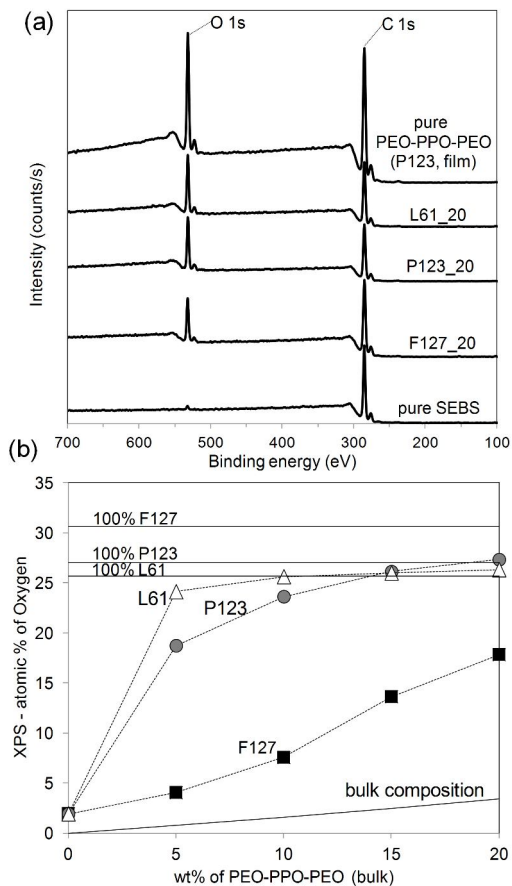 (a)
O 1s
C 1s
pure
PEO-PPO-PEO
(P123, film)
L61_20
P123_20
F127_20
pure SEBS
Intensity (counts/s)
700 600 500 400 300 200 100
Binding energy (eV)
(b)
35
30
25
20
15
10
5
0
100% F127
100% P123
100% L61
L61
P123
F127
bulk composition
XPS - atomic % of Oxygen
0 5 10 15 20
wt% of PEO-PPO-PEO (bulk)